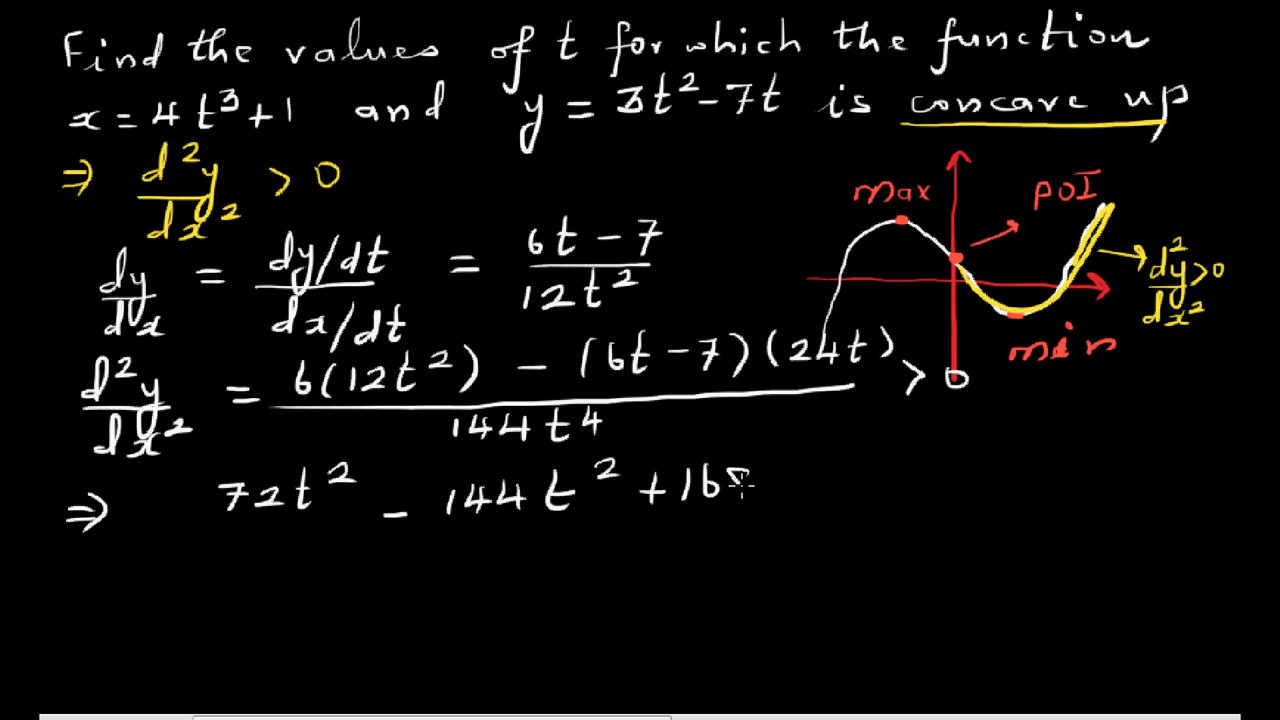 Find the values of t for which the function
x = 4t³+1 and y = 3t²-7t is concave up
⇒ d²y/dx² > 0
max
POI
dy/dx = dy/dt / dx/dt = 6t-7 / 12t²
d²y/dx² > 0
min
d²y/dx² = 6(12t²) - (6t-7)(24t) / 144t⁴ > 0
⇒ 72t² - 144t² + 168